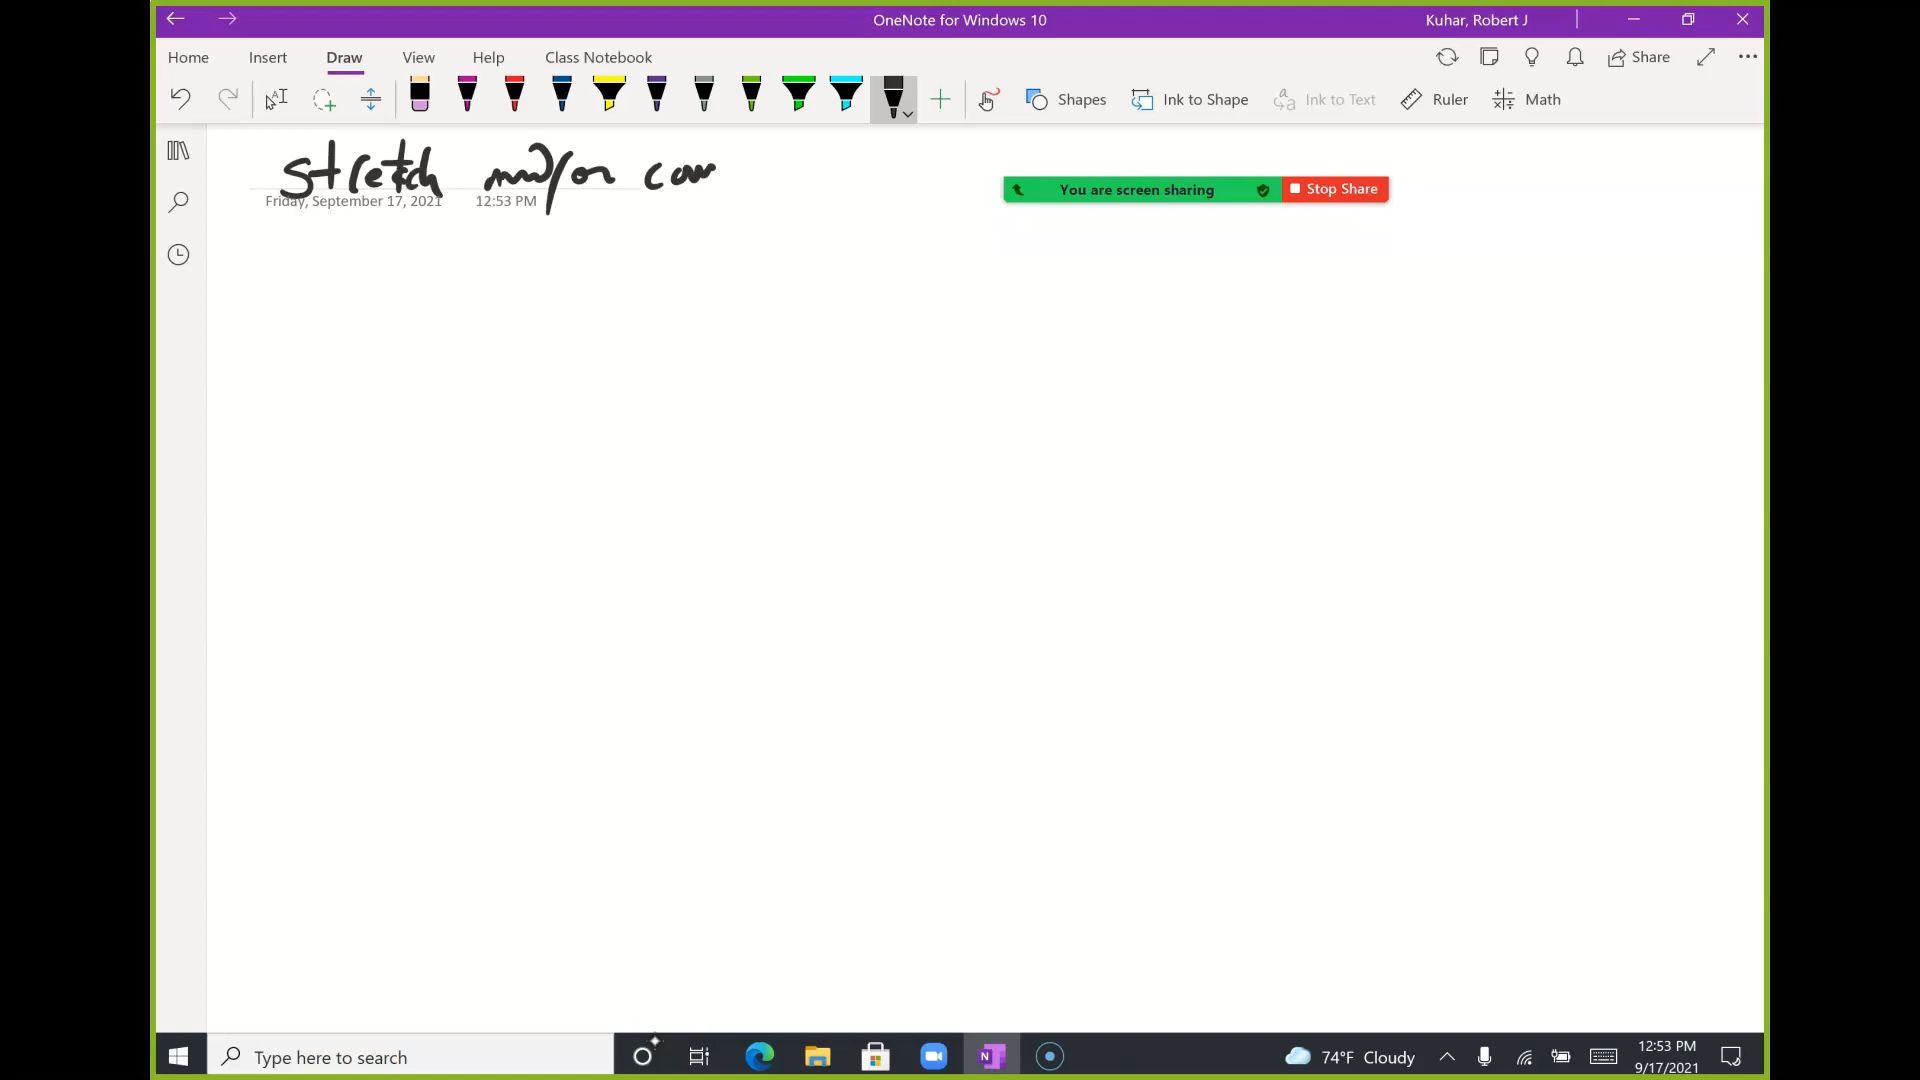 OneNote for Windows 10 Kuhar, Robert J
Home Insert Draw View Help Class Notebook Share
Shapes Ink to Shape Ink to Text Ruler Math
stretch and/or com
Friday, September 17, 2021 12:53 PM
You are screen sharing Stop Share
Type here to search 74°F Cloudy 12:53 PM
9/17/2021